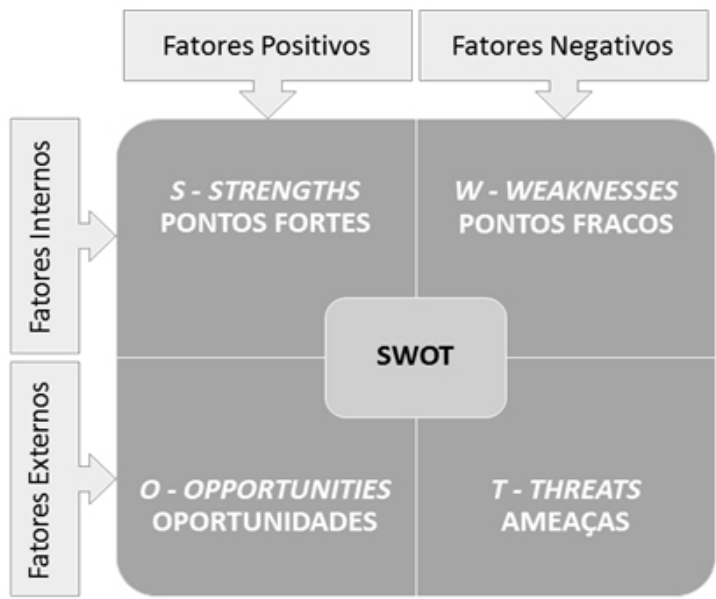 Fatores Positivos
Fatores Negativos
Fatores Internos
S - STRENGTHS
PONTOS FORTES
W - WEAKNESSES
PONTOS FRACOS
SWOT
Fatores Externos
O - OPPORTUNITIES
OPORTUNIDADES
T - THREATS
AMEAÇAS